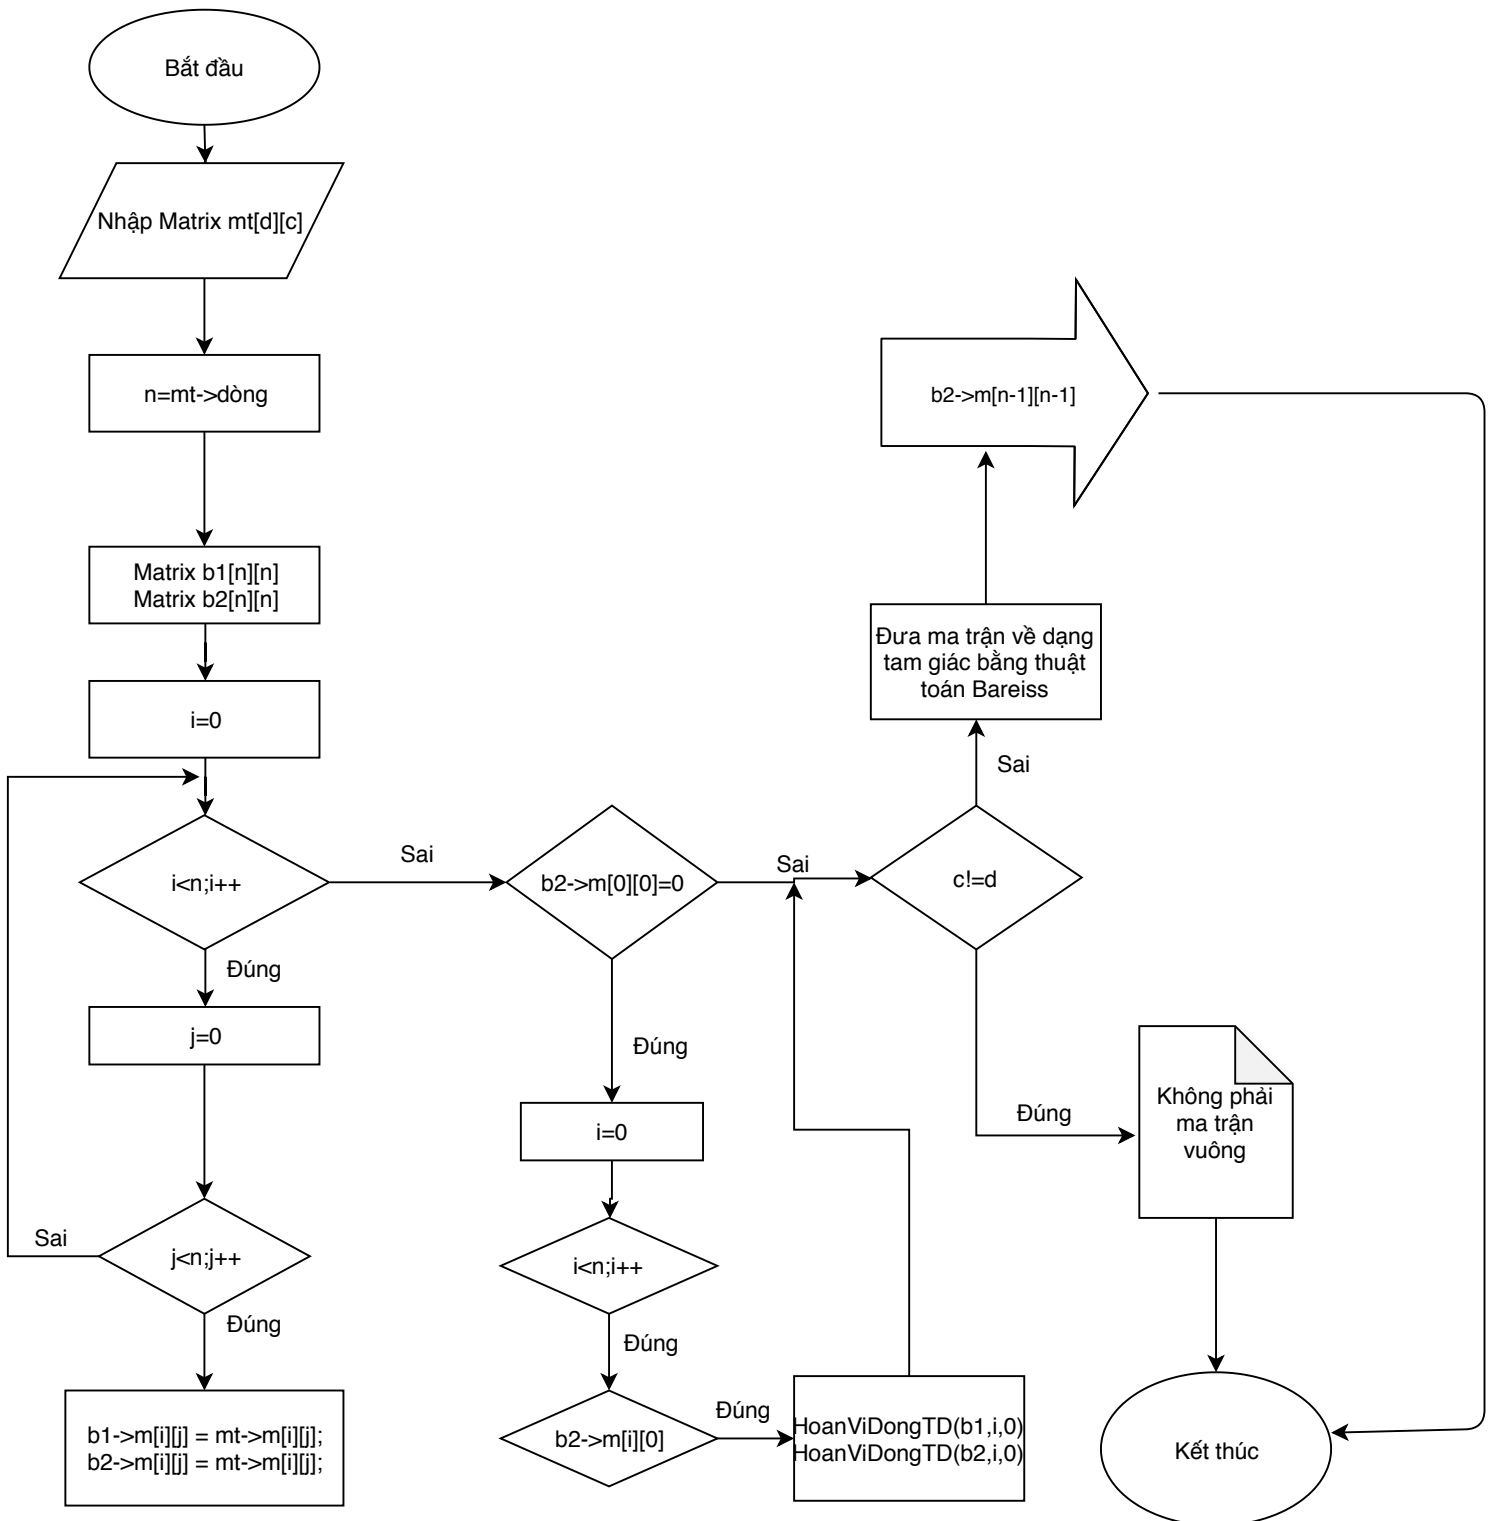 Bắt đầu
Nhập Matrix mt[d][c]
n=mt->dòng
b2->m[n-1][n-1]
Matrix b1[n][n]
Matrix b2[n][n]
Đưa ma trận về dạng
tam giác bằng thuật
toán Bareiss
i=0
Sai
i<n;i++
Sai
b2->m[0][0]=0
Sai
c!=d
Đúng
j=0
Đúng
i=0
Đúng
Không phải
ma trận
vuông
Sai
j<n;j++
i<n;i++
Đúng
Đúng
b1->m[i][j] = mt->m[i][j];
b2->m[i][j] = mt->m[i][j];
b2->m[i][0]
Đúng
HoanViDongTD(b1,i,0)
HoanViDongTD(b2,i,0)
Kết thúc